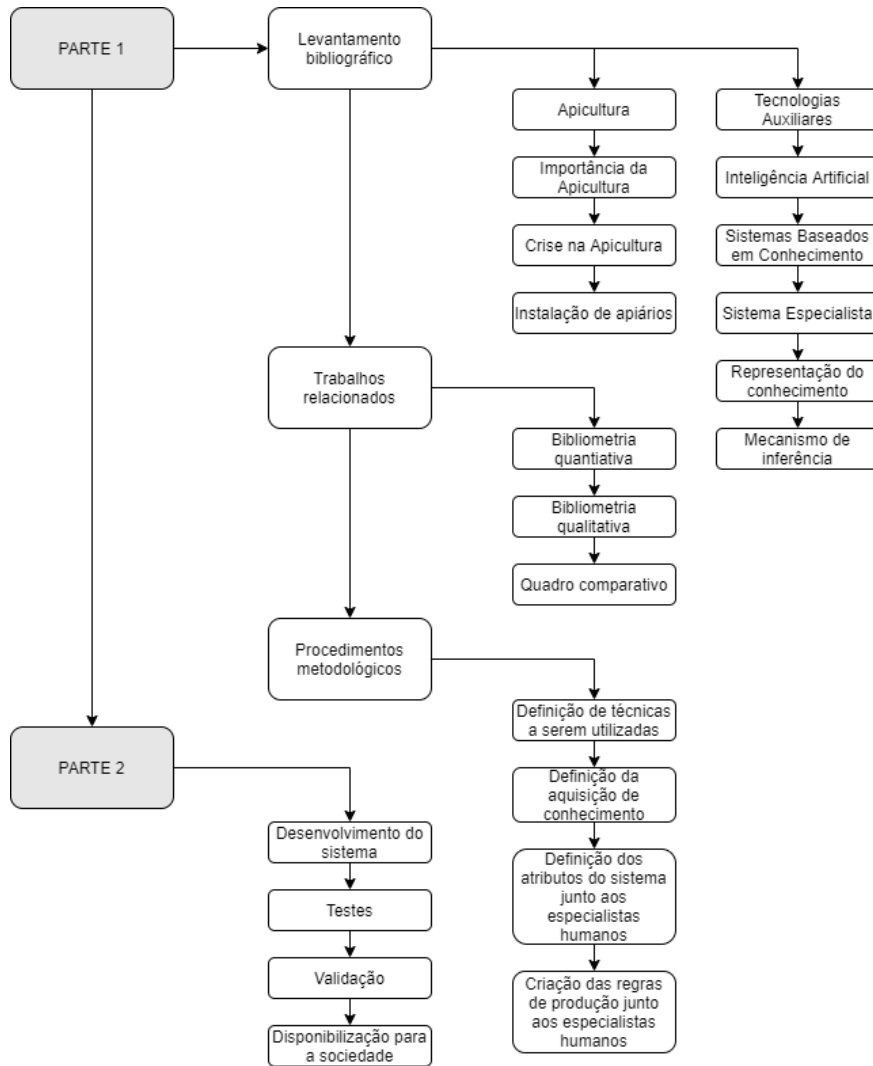 PARTE 1
Levantamento
bibliográfico
Apicultura
Importância da
Apicultura
Crise na Apicultura
Instalação de apiários
Tecnologias
Auxiliares
Inteligência Artificial
Sistemas Baseados
em Conhecimento
Sistema Especialista
Representação do
conhecimento
Mecanismo de
inferência
Trabalhos
relacionados
Bibliometria
quantiativa
Bibliometria
qualitativa
Quadro comparativo
Procedimentos
metodológicos
Definição de técnicas
a serem utilizadas
Definição da
aquisição de
conhecimento
Definição dos
atributos do sistema
junto aos
especialistas
humanos
Criação das regras
de produção junto
aos especialistas
humanos
PARTE 2
Desenvolvimento do
sistema
Testes
Validação
Disponibilização para
a sociedade